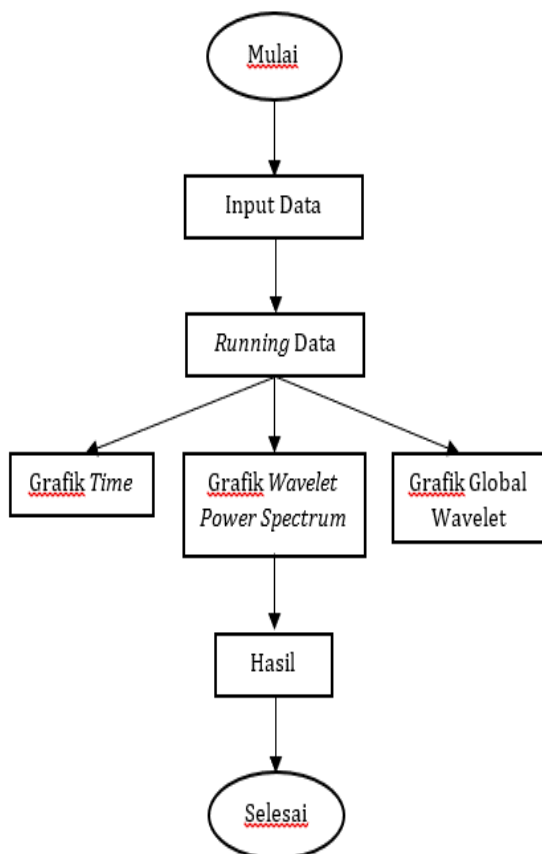 Mulai
Input Data
Running Data
Grafik Time
Grafik Wavelet
Power Spectrum
Grafik Global
Wavelet
Hasil
Selesai